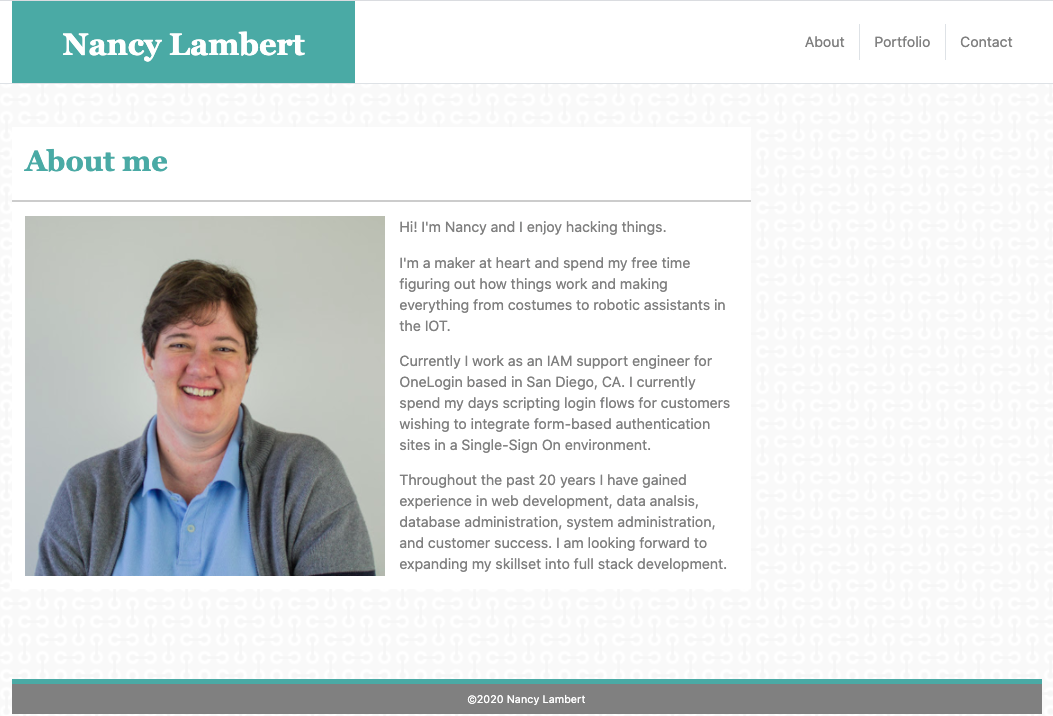 Nancy Lambert
About
Portfolio
Contact
About me
Hi! I'm Nancy and I enjoy hacking things.
I'm a maker at heart and spend my free time
figuring out how things work and making
everything from costumes to robotic assistants in
the IOT.
Currently I work as an IAM support engineer for
OneLogin based in San Diego, CA. I currently
spend my days scripting login flows for customers
wishing to integrate form-based authentication
sites in a Single-Sign On environment.
Throughout the past 20 years I have gained
experience in web development, data analsis,
database administration, system administration,
and customer success. I am looking forward to
expanding my skillset into full stack development.
©2020 Nancy Lambert